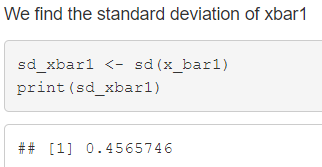 We find the standard deviation of xbar1
sd_xbar1 <- sd(x_bar1)
print(sd_xbar1)
## [1] 0.4565746